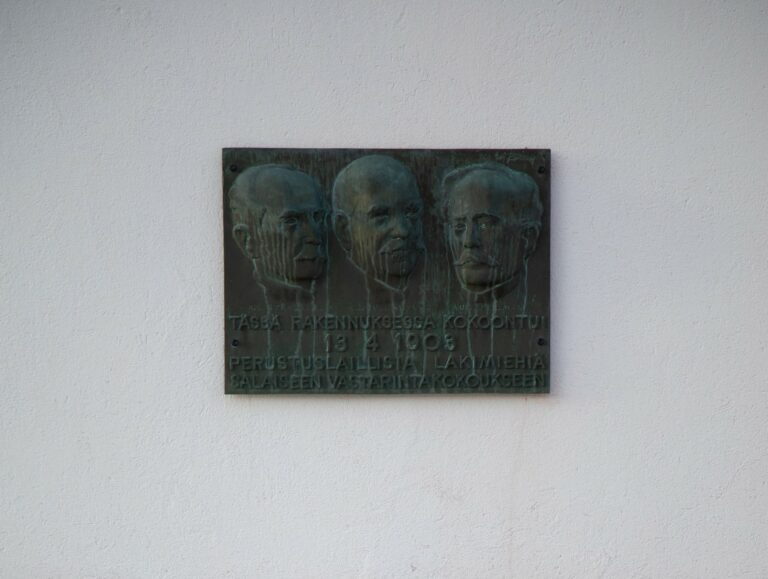 TÄSSÄ RAKENNUKSESSA KOKOONTUI
13 4 1903
PERUSTUSLAILLISIA LAKIMIEHIÄ
SALAISEEN VASTARINTAKOKOUKSEEN